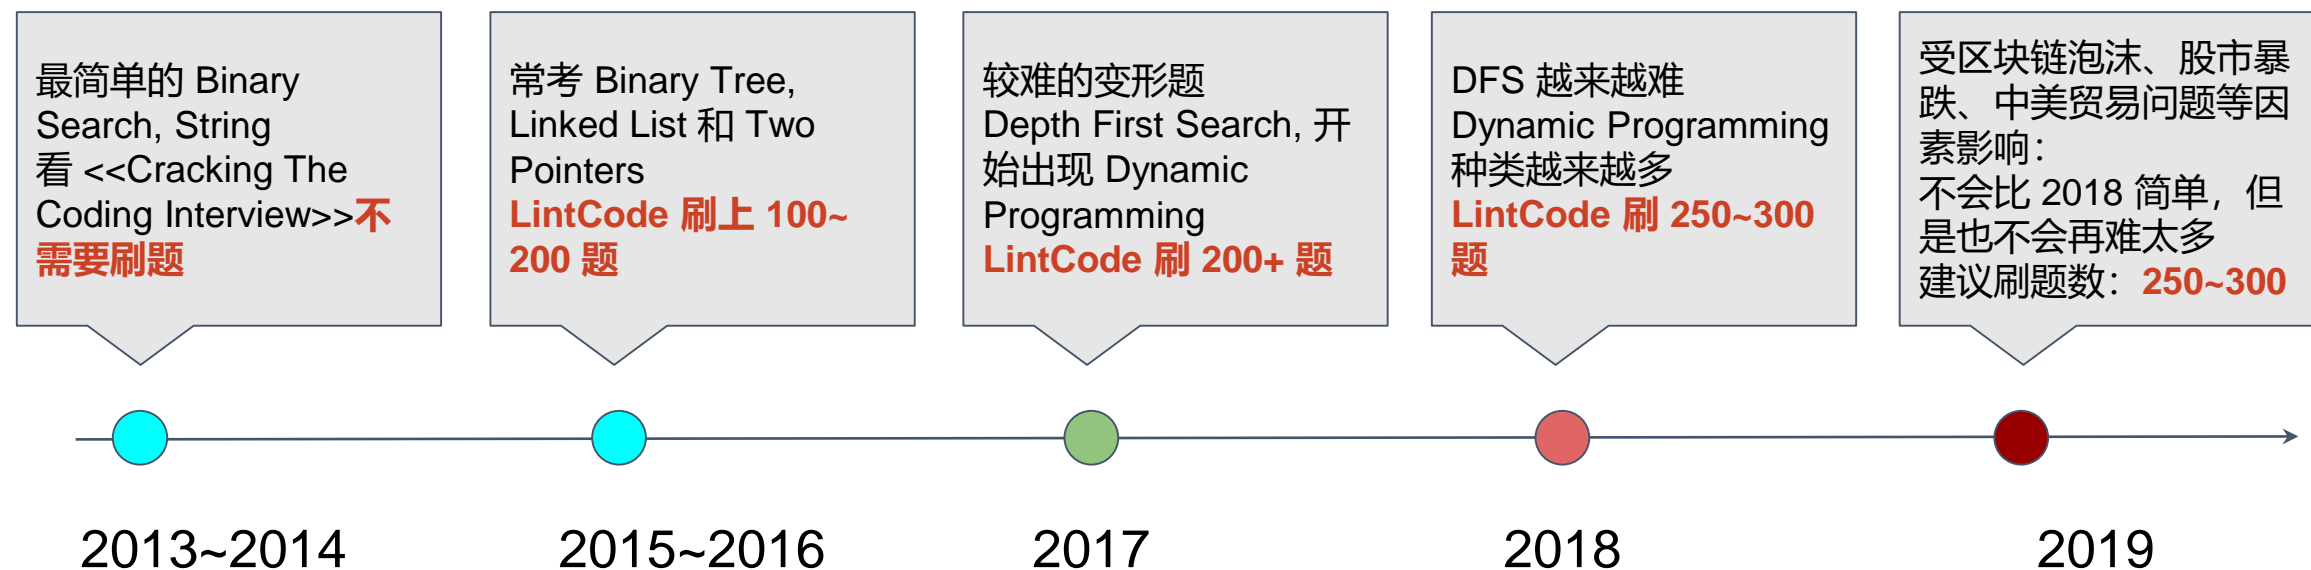 最简单的 Binary
Search, String
看 <<Cracking The
Coding Interview>>不
需要刷题
常考 Binary Tree,
Linked List 和 Two
Pointers
LintCode 刷上 100~
200 题
较难的变形题
Depth First Search, 开
始出现 Dynamic
Programming
LintCode 刷 200+ 题
DFS 越来越难
Dynamic Programming
种类越来越多
LintCode 刷 250~300
题
受区块链泡沫、股市暴
跌、中美贸易问题等因
素影响：
不会比 2018 简单，但
是也不会再难太多
建议刷题数：250~300
2013~2014
2015~2016
2017
2018
2019